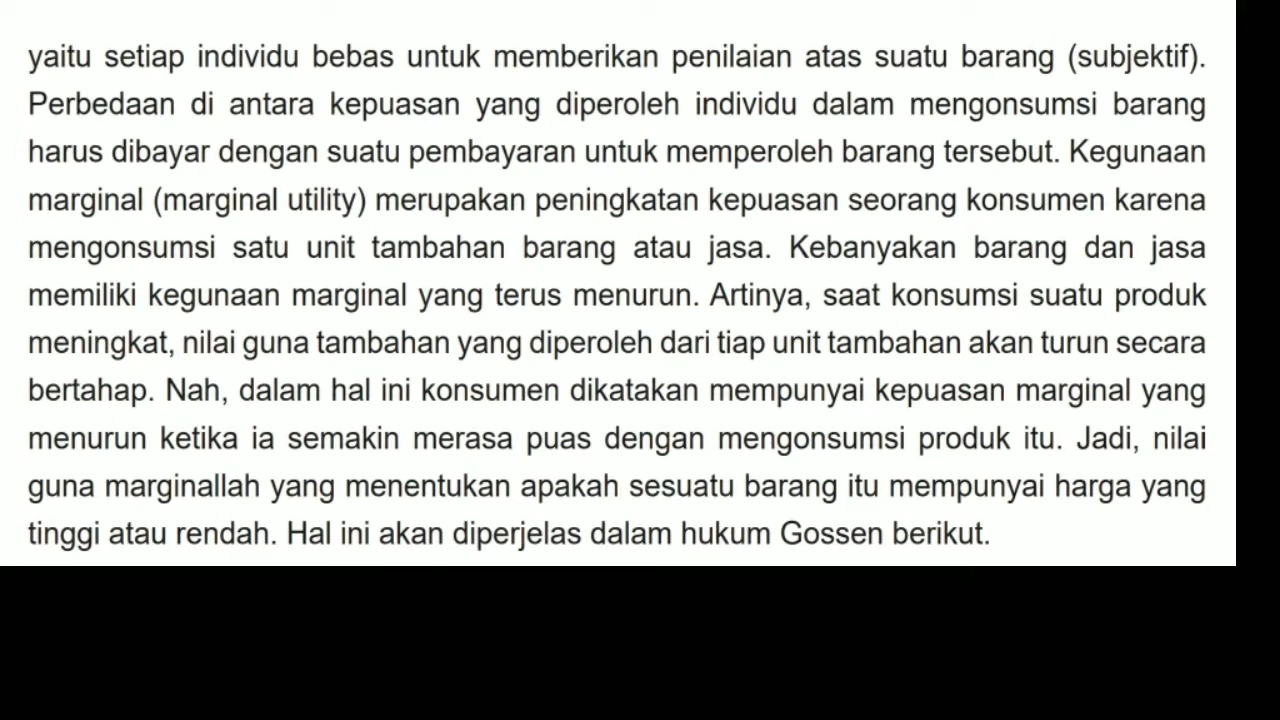 yaitu setiap individu bebas untuk memberikan penilaian atas suatu barang (subjektif).
Perbedaan di antara kepuasan yang diperoleh individu dalam mengonsumsi barang
harus dibayar dengan suatu pembayaran untuk memperoleh barang tersebut. Kegunaan
marginal (marginal utility) merupakan peningkatan kepuasan seorang konsumen karena
mengonsumsi satu unit tambahan barang atau jasa. Kebanyakan barang dan jasa
memiliki kegunaan marginal yang terus menurun. Artinya, saat konsumsi suatu produk
meningkat, nilai guna tambahan yang diperoleh dari tiap unit tambahan akan turun secara
bertahap. Nah, dalam hal ini konsumen dikatakan mempunyai kepuasan marginal yang
menurun ketika ia semakin merasa puas dengan mengonsumsi produk itu. Jadi, nilai
guna marginallah yang menentukan apakah sesuatu barang itu mempunyai harga yang
tinggi atau rendah. Hal ini akan diperjelas dalam hukum Gossen berikut.